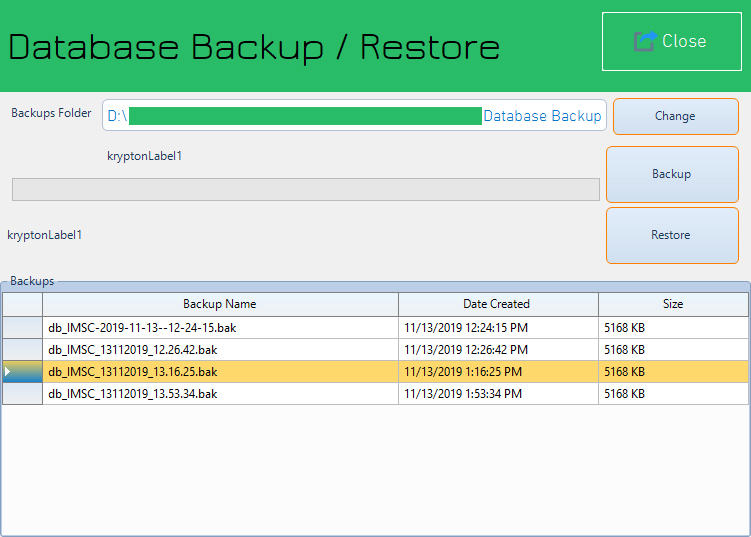 Database Backup / Restore
Close
Backups Folder D:\ Database Backup Change
kryptonLabel1
Backup
kryptonLabel1
Restore
Backups
Backup Name Date Created Size
db_IMSC-2019-11-13--12-24-15.bak 11/13/2019 12:24:15 PM 5168 KB
db_IMSC_13112019_12.26.42.bak 11/13/2019 12:26:42 PM 5168 KB
db_IMSC_13112019_13.16.25.bak 11/13/2019 1:16:25 PM 5168 KB
db_IMSC_13112019_13.53.34.bak 11/13/2019 1:53:34 PM 5168 KB